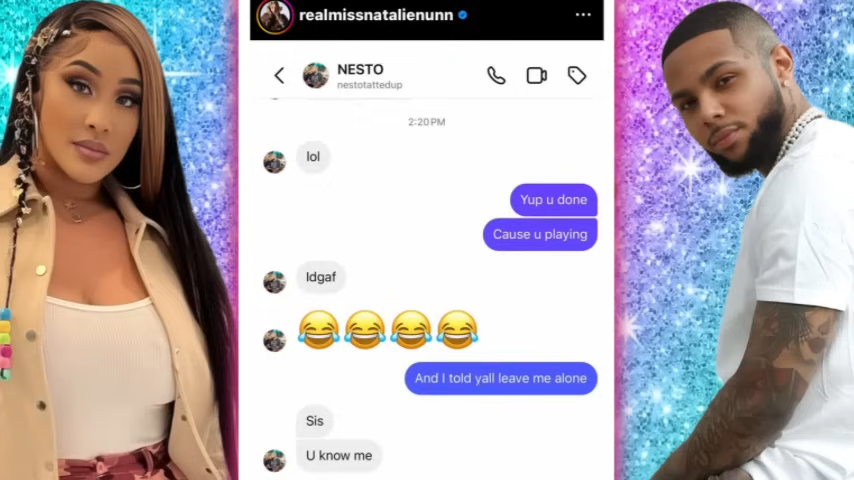 realmissnatalienunn
NESTO
nestotattedup
2:20 PM
lol
Yup u done
Cause u playing
Idgaf
And I told yall leave me alone
Sis
U know me